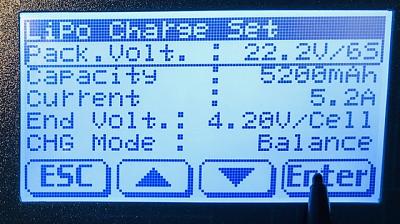 LiPo Charge Set
Pack.Volt. : 22.2V/6S
Capacity : 5200mAh
Current : 5.2A
End Volt. : 4.20V/Cell
CHG Mode : Balance
ESC ▲ ▼ Enter